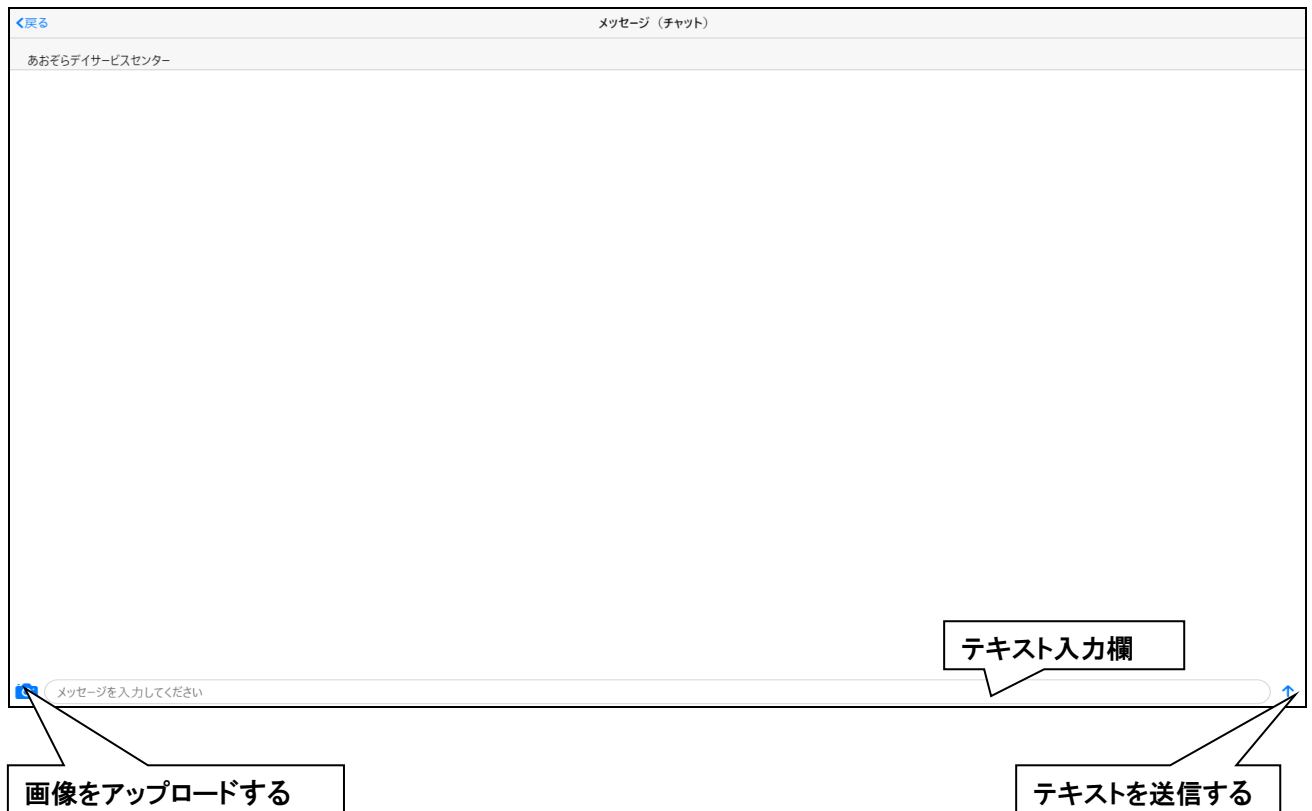 戻る
メッセージ（チャット）
あおぞらデイサービスセンター
テキスト入力欄
メッセージを入力してください
画像をアップロードする
テキストを送信する